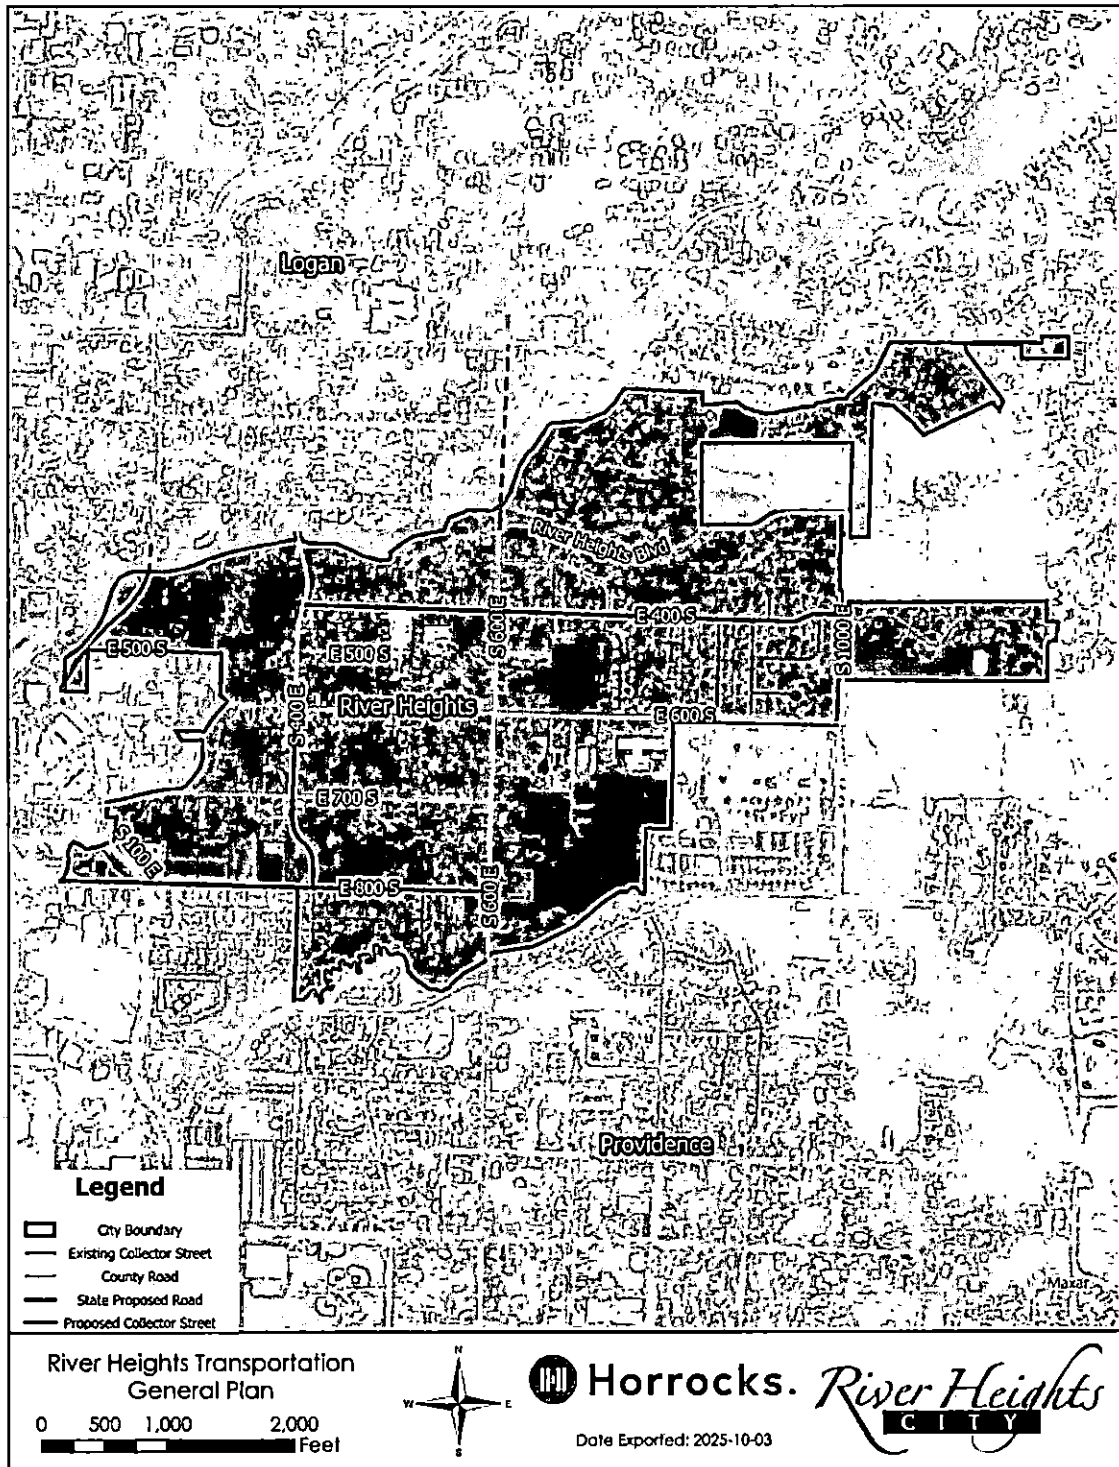 Logan
River Heights Blvd
E 400 S
S 600 E
S 1000 E
E 500 S
E 500 S
River Heights
S 400 E
E 600 S
E 700 S
S 100 E
E 800 S
S 600 E
Providence
Maxar
Legend
City Boundary
Existing Collector Street
County Road
State Proposed Road
Proposed Collector Street
River Heights Transportation
General Plan
0 500 1,000 2,000
Feet
N
W E
S
Horrocks.
Date Exported: 2025-10-03
River Heights
CITY